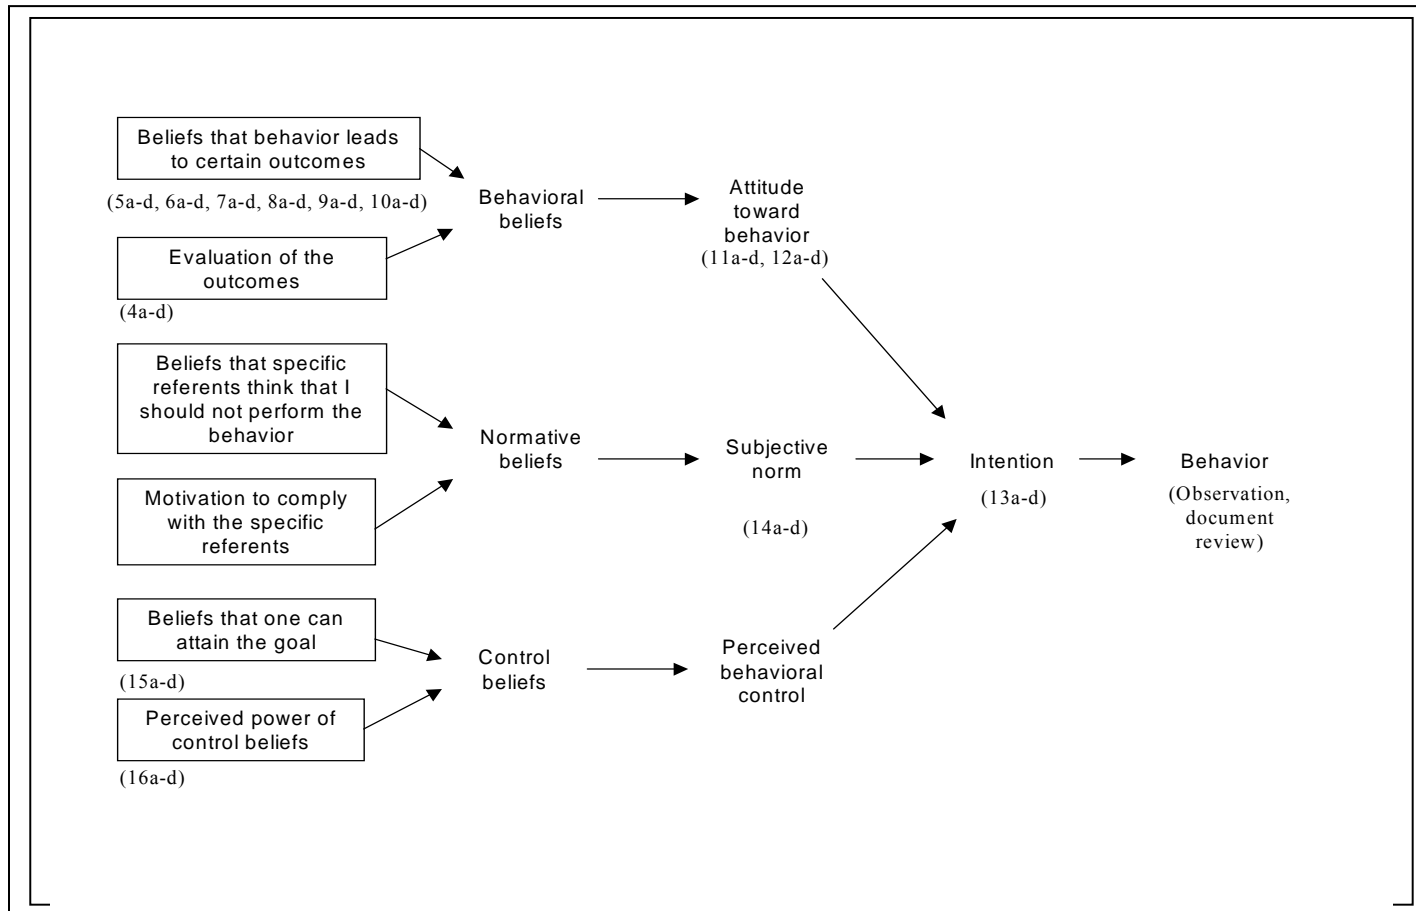 Beliefs that behavior leads
to certain outcomes
(5a-d, 6a-d, 7a-d, 8a-d, 9a-d, 10a-d)
Evaluation of the
outcomes
(4a-d)
Behavioral
beliefs
Attitude
toward
behavior
(11a-d, 12a-d)
Beliefs that specific
referents think that I
should not perform the
behavior
Motivation to comply
with the specific
referents
Normative
beliefs
Subjective
norm
(14a-d)
Intention
(13a-d)
Behavior
(Observation,
document
review)
Beliefs that one can
attain the goal
(15a-d)
Perceived power of
control beliefs
(16a-d)
Control
beliefs
Perceived
behavioral
control